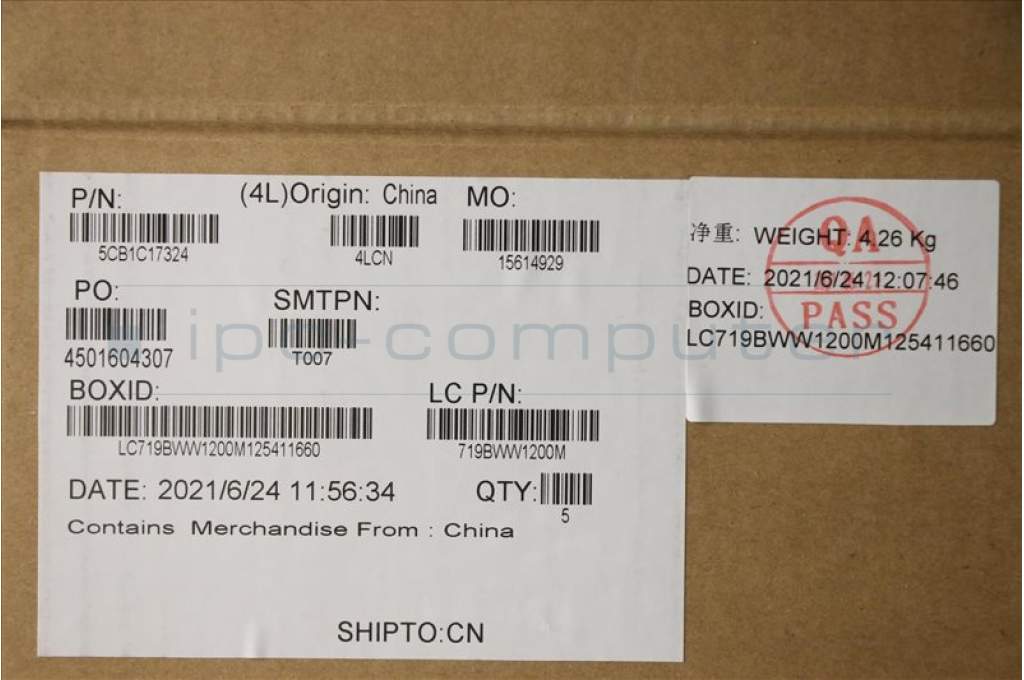 P/N: (4L)Origin: China MO:
5CB1C17324 4LCN 15614929
PO: SMTPN:
4501604307 T007
BOXID: LC P/N:
LC719BWW1200M125411660 719BWW1200M
DATE: 2021/6/24 11:56:34 QTY:
5
Contains Merchandise From : China
SHIPTO:CN
净重: WEIGHT: 4.26 Kg
DATE: 2021/6/24 12:07:46
BOXID:
LC719BWW1200M125411660
QA
PASS
ipc-computer